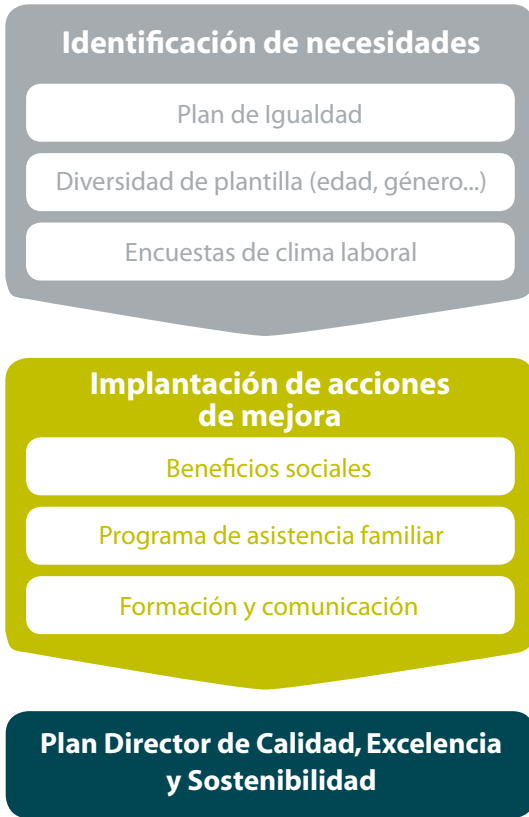 Identificación de necesidades
Plan de Igualdad
Diversidad de plantilla (edad, género...)
Encuestas de clima laboral
Implantación de acciones
de mejora
Beneficios sociales
Programa de asistencia familiar
Formación y comunicación
Plan Director de Calidad, Excelencia
y Sostenibilidad